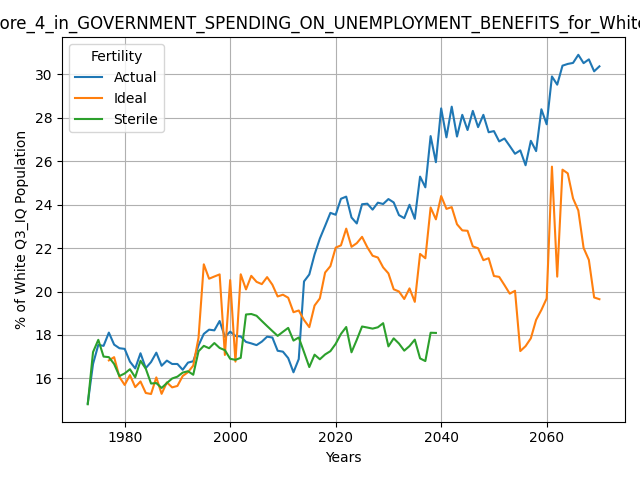 ore_4_in_GOVERNMENT_SPENDING_ON_UNEMPLOYMENT_BENEFITS_for_White
Fertility
Actual
Ideal
Sterile
% of White Q3_IQ Population
30
28
26
24
22
20
18
16
1980
2000
2020
2040
2060
Years